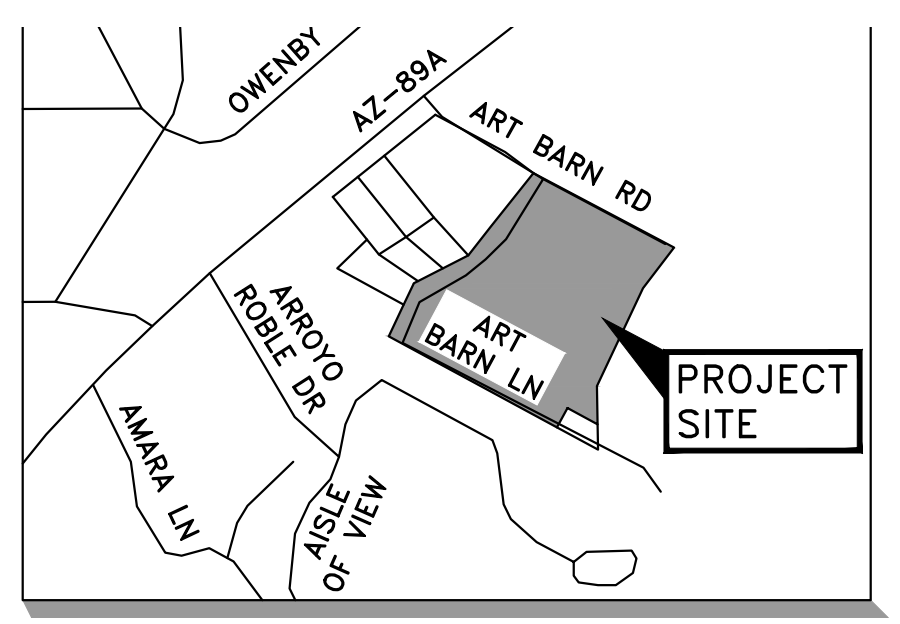 OWENBY
AZ-89A
ART BARN RD
ARROYO
ROBLE DR
ART
BARN LN
PROJECT
SITE
AMARA LN
AISLE
OF VIEW